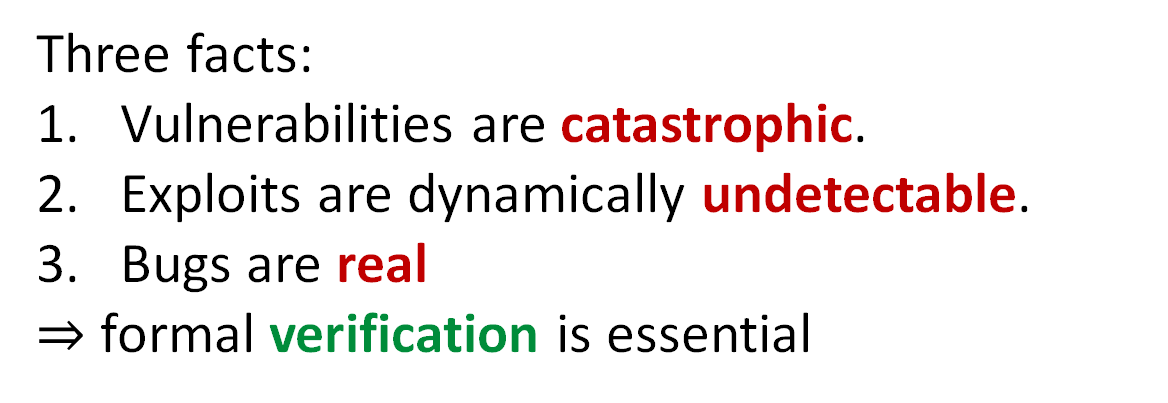 Three facts:
1. Vulnerabilities are catastrophic.
2. Exploits are dynamically undetectable.
3. Bugs are real
⇒ formal verification is essential